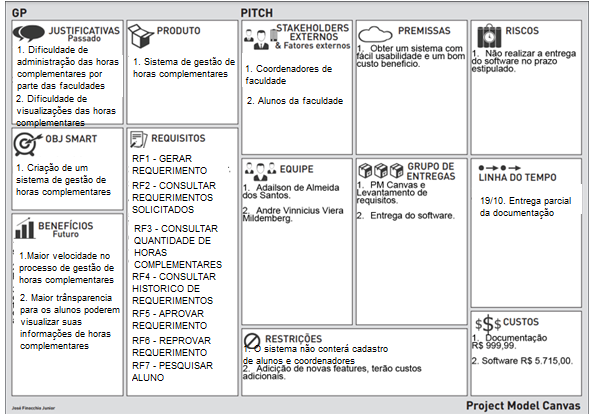 GP
PITCH
JUSTIFICATIVAS
Passado
1. Dificuldade de
administração das horas
complementares por
parte das faculdades
2. Dificuldade de
visualizações das horas
complementares
OBJ SMART
1. Criação de um
sistema de gestão de
horas complementares
BENEFÍCIOS
Futuro
1.Maior velocidade no
processo de gestão de
horas complementares
2. Maior trânsparencia
para os alunos poderem
visualizar suas
informações de horas
complementares
PRODUTO
1. Sistema de gestão de
horas complementares
REQUISITOS
RF1 - GERAR
REQUERIMENTO
RF2 - CONSULTAR
REQUERIMENTOS
SOLICITADOS
RF3 - CONSULTAR
QUANTIDADE DE
HORAS
COMPLEMENTARES
RF4 - CONSULTAR
HISTORICO DE
REQUERIMENTOS
RF5 - APROVAR
REQUERIMENTO
RF6 - REPROVAR
REQUERIMENTO
RF7 - PESQUISAR
ALUNO
STAKEHOLDERS
EXTERNOS
& Fatores externos
1. Coordenadores de
faculdade
2. Alunos da faculdade
EQUIPE
1. Adailson de Almeida
dos Santos.
2. Andre Vinnicius Viera
Mildemberg.
PREMISSAS
1. Obter um sistema com
fácil usabilidade e um bom
custo benefício.
GRUPO DE
ENTREGAS
1. PM Canvas e
Levantamento de
requisitos.
2. Entrega do software.
RESTRIÇÕES
1. O sistema não conterá cadastro
de alunos e coordenadores
2. Adicição de novas features, terão custos
adicionais.
RISCOS
1. Não realizar a entrega
do software no prazo
estipulado.
LINHA DO TEMPO
19/10. Entrega parcial
da documentação
CUSTOS
1. Documentação
R$ 999,99.
2. Software R$ 5.715,00.
José Finocchio Junior
Project Model Canvas